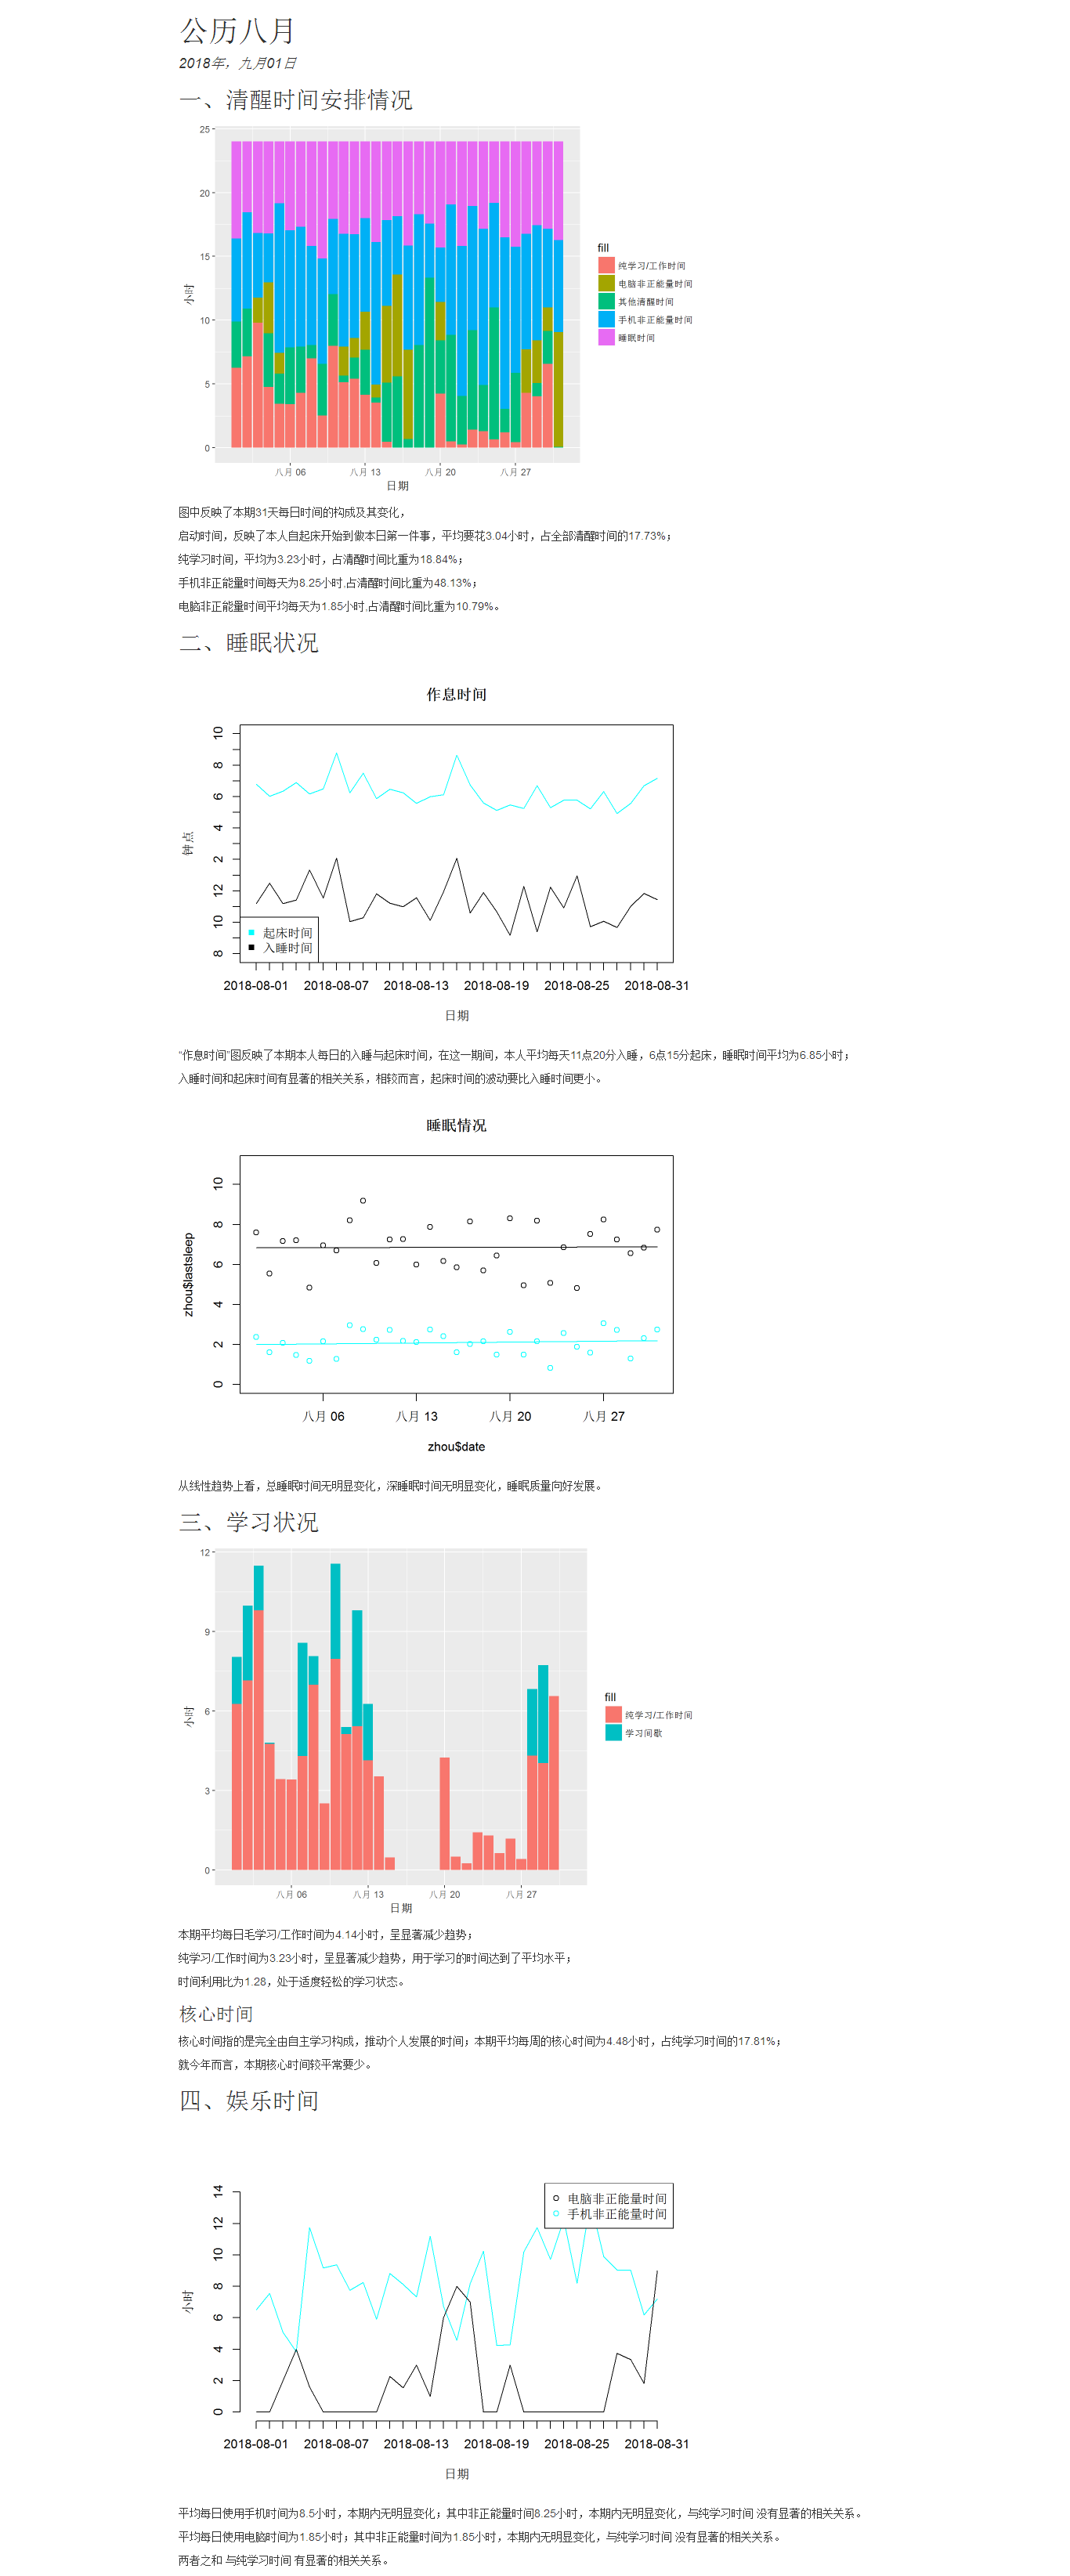 公历八月
2018年，九月01日
一、清醒时间安排情况
25
20
15
10
5
0
小时
八月 06
八月 13
八月 20
八月 27
日期
fill
纯学习/工作时间
电脑非正能量时间
其他清醒时间
手机非正能量时间
睡眠时间
图中反映了本期31天每日时间的构成及其变化，
启动时间，反映了本人自起床开始到做本日第一件事，平均要花3.04小时，占全部清醒时间的17.73%；
纯学习时间，平均为3.23小时，占清醒时间比重为18.84%；
手机非正能量时间每天为8.25小时,占清醒时间比重为48.13%；
电脑非正能量时间平均每天为1.85小时,占清醒时间比重为10.79%。
二、睡眠状况
作息时间
10
8
6
4
2
12
10
8
钟点
起床时间
入睡时间
2018-08-01
2018-08-07
2018-08-13
2018-08-19
2018-08-25
2018-08-31
日期
“作息时间”图反映了本期本人每日的入睡与起床时间，在这一期间，本人平均每天11点20分入睡，6点15分起床，睡眠时间平均为6.85小时；
入睡时间和起床时间有显著的相关关系，相较而言，起床时间的波动要比入睡时间更小。
睡眠情况
10
8
6
4
2
0
zhou$lastsleep
八月 06
八月 13
八月 20
八月 27
zhou$date
从线性趋势上看，总睡眠时间无明显变化，深睡眠时间无明显变化，睡眠质量向好发展。
三、学习状况
12
9
6
3
0
小时
八月 06
八月 13
八月 20
八月 27
日期
fill
纯学习/工作时间
学习间歇
本期平均每日毛学习/工作时间为4.14小时，呈显著减少趋势；
纯学习/工作时间为3.23小时，呈显著减少趋势，用于学习的时间达到了平均水平；
时间利用比为1.28，处于适度轻松的学习状态。
核心时间
核心时间指的是完全由自主学习构成，推动个人发展的时间；本期平均每周的核心时间为4.48小时，占纯学习时间的17.81%；
就今年而言，本期核心时间较平常要少。
四、娱乐时间
14
12
10
8
6
4
2
0
小时
电脑非正能量时间
手机非正能量时间
2018-08-01
2018-08-07
2018-08-13
2018-08-19
2018-08-25
2018-08-31
日期
平均每日使用手机时间为8.5小时，本期内无明显变化；其中非正能量时间8.25小时，本期内无明显变化，与纯学习时间 没有显著的相关关系。
平均每日使用电脑时间为1.85小时；其中非正能量时间为1.85小时，本期内无明显变化，与纯学习时间 没有显著的相关关系。
两者之和 与纯学习时间 有显著的相关关系。